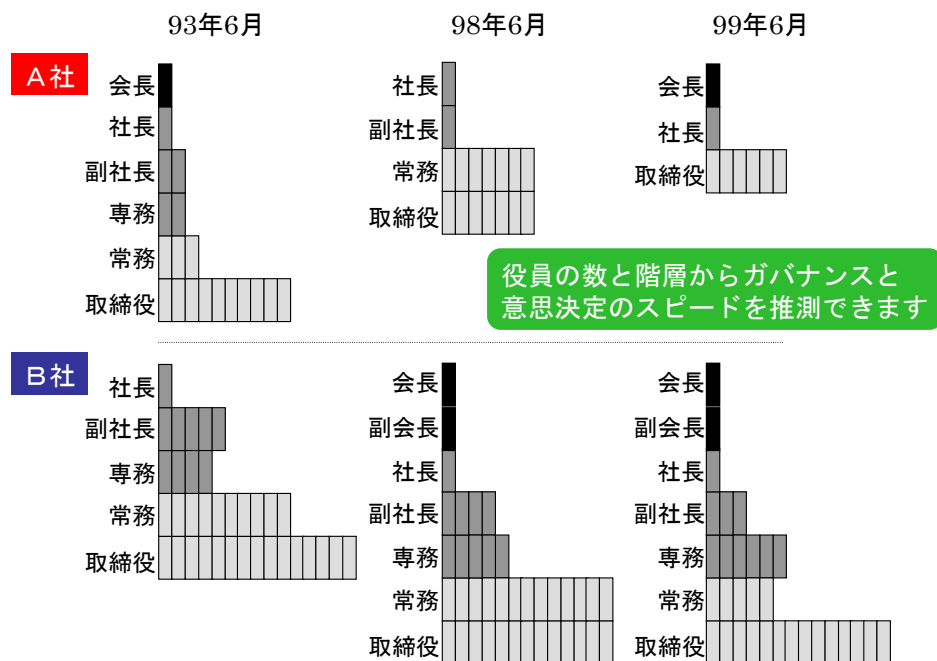 93年6月
98年6月
99年6月
A社
会長
社長
副社長
専務
常務
取締役
社長
副社長
常務
取締役
会長
社長
取締役
役員の数と階層からガバナンスと
意思決定のスピードを推測できます
B社
社長
副社長
専務
常務
取締役
会長
副会長
社長
副社長
専務
常務
取締役
会長
副会長
社長
副社長
専務
常務
取締役